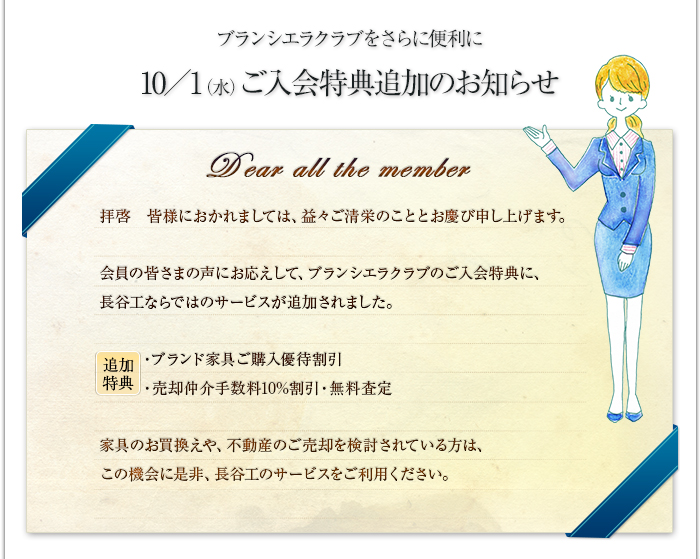 ブランシエラクラブをさらに便利に
10／1（水）ご入会特典追加のお知らせ
Dear all the member
拝啓　皆様におかれましては、益々ご清栄のこととお慶び申し上げます。
会員の皆さまの声にお応えして、ブランシエラクラブのご入会特典に、
長谷工ならではのサービスが追加されました。
追加
特典
・ブランド家具ご購入優待割引
・売却仲介手数料10%割引・無料査定
家具のお買換えや、不動産のご売却を検討されている方は、
この機会に是非、長谷工のサービスをご利用ください。